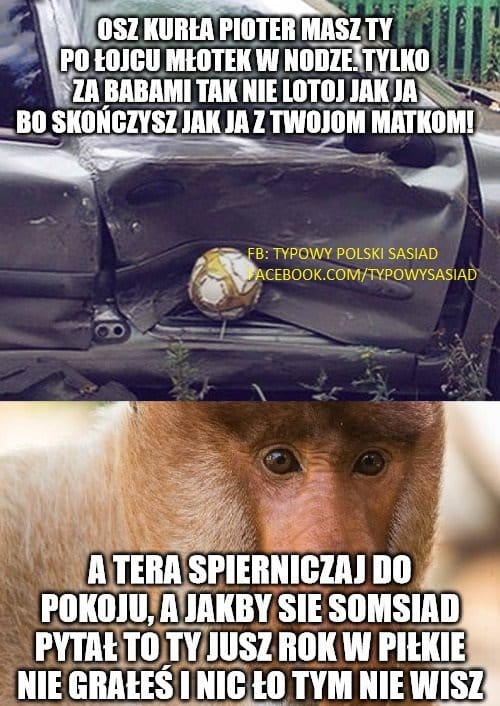 OSZ KURŁA PIOTER MASZ TY
PO ŁOJCU MŁOTEK W NODZE. TYLKO
ZA BABAMI TAK NIE LOTOJ JAK JA
BO SKOŃCZYSZ JAK JA Z TWOJOM MATKOM!
FB: TYPOWY POLSKI SASIAD
FACEBOOK.COM/TYPOWYSASIAD
A TERA SPIERNICZAJ DO
POKOJU, A JAKBY SIE SOMSIAD
PYTAŁ TO TY JUSZ ROK W PIŁKIE
NIE GRAŁEŚ I NIC ŁO TYM NIE WISZ